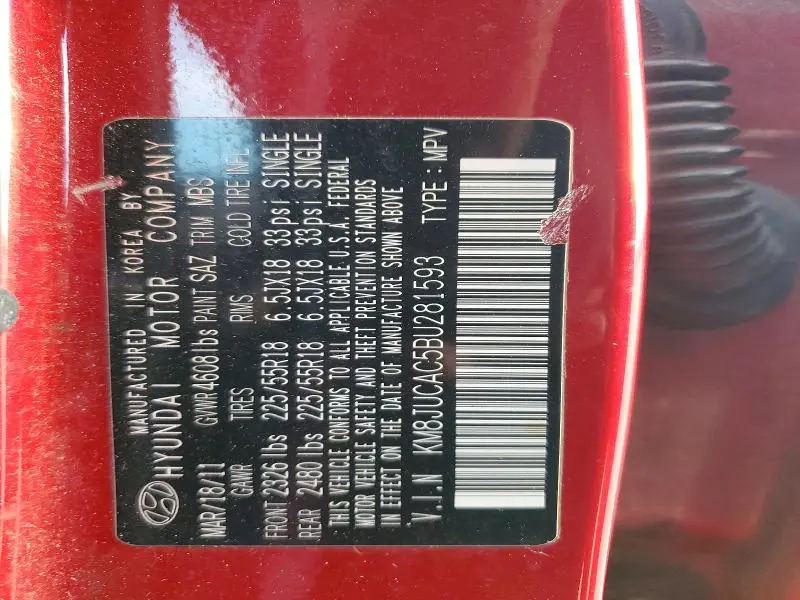 MANUFACTURED IN KOREA BY
HYUNDAI MOTOR COMPANY
MAR/18/11 GVWR 4608lbs PAINT SAZ TRIM MBS
GAWR TIRES RIMS COLD TIRE INFL
FRONT 2326 lbs 225/55R18 6.5JX18 33psi SINGLE
REAR 2480 lbs 225/55R18 6.5JX18 33psi SINGLE
THIS VEHICLE CONFORMS TO ALL APPLICABLE U.S.A. FEDERAL
MOTOR VEHICLE SAFETY AND THEFT PREVENTION STANDARDS
IN EFFECT ON THE DATE OF MANUFACTURE SHOWN ABOVE
V.I.N KM8JUCAC5BU281593 TYPE : MPV